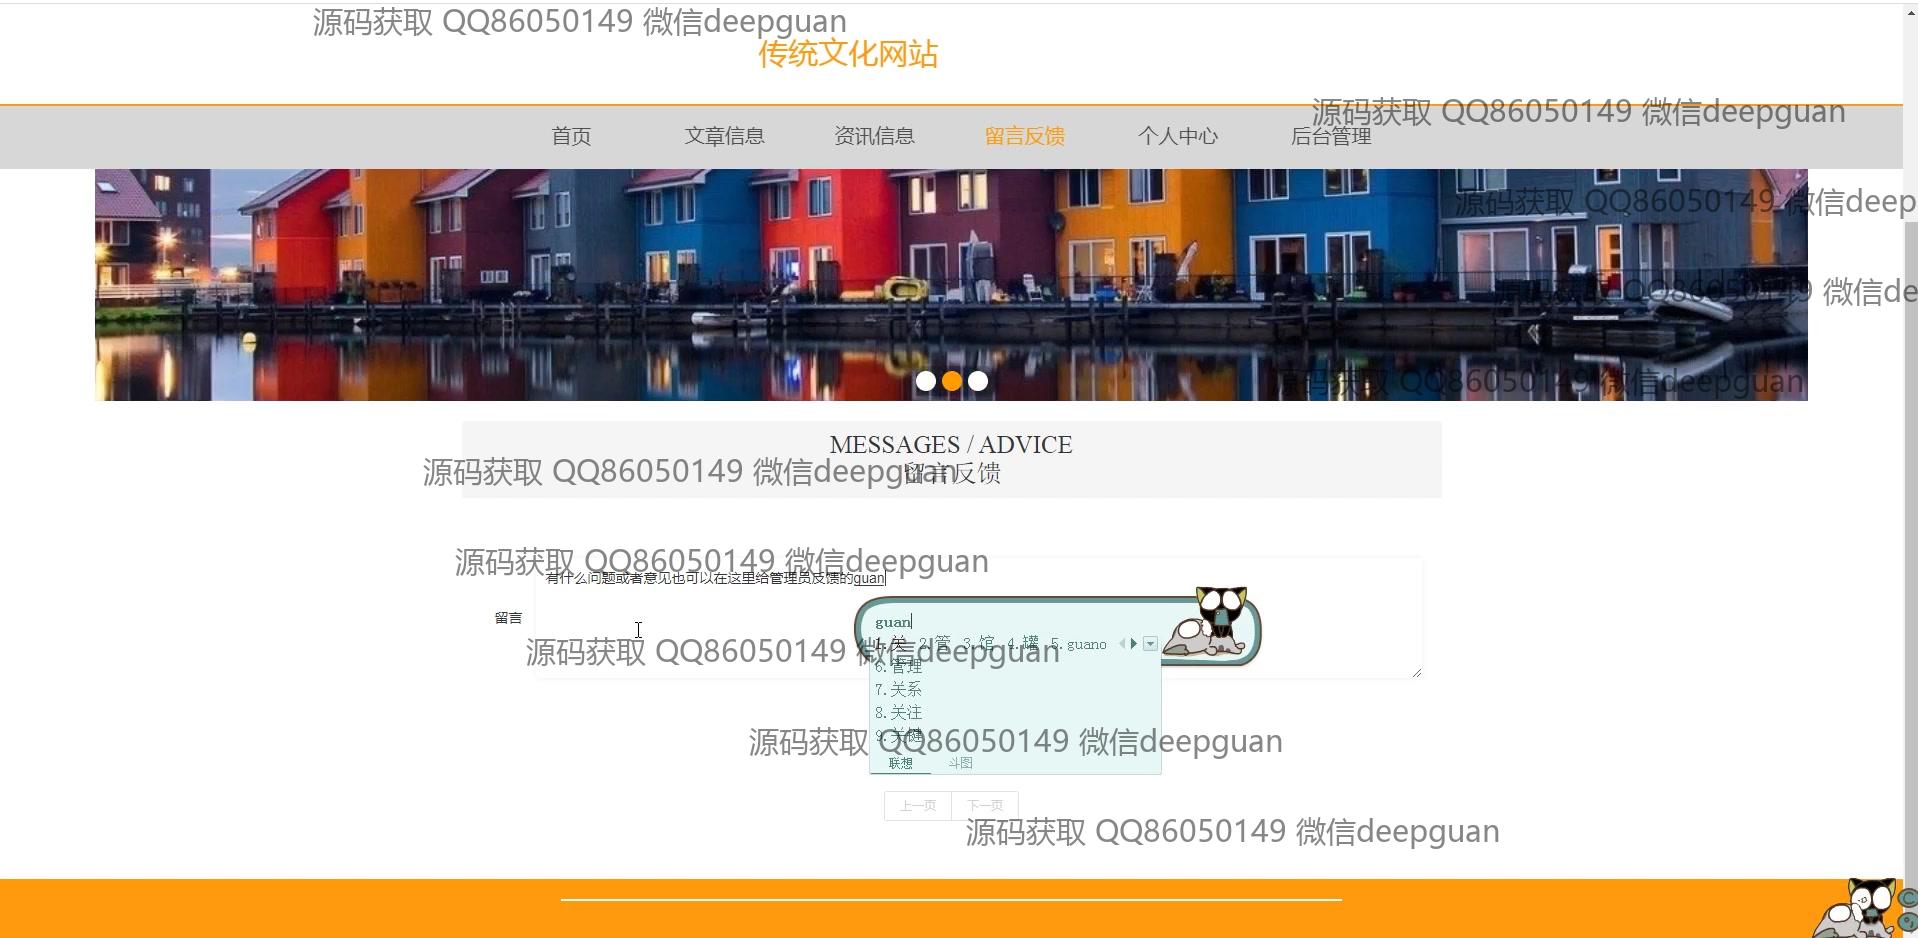 源码获取 QQ86050149 微信deepguan
传统文化网站
源码获取 QQ86050149 微信deepguan
首页 文章信息 资讯信息 留言反馈 个人中心 后台管理
源码获取 QQ86050149 微信deep
源码获取 QQ86050149 微信de
源码获取 QQ86050149 微信deepguan
MESSAGES / ADVICE
留言反馈
源码获取 QQ86050149 微信deepguan
源码获取 QQ86050149 微信deepguan
有什么问题或者意见也可以在这里给管理员反馈的guan
留言
guan
1.关 2.管 3.馆 4.罐 5.guano
源码获取 QQ86050149 微信deepguan
6.管理
7.关系
8.关注
9.关键
源码获取 QQ86050149 微信deepguan
联想 斗图
上一页 下一页
源码获取 QQ86050149 微信deepguan